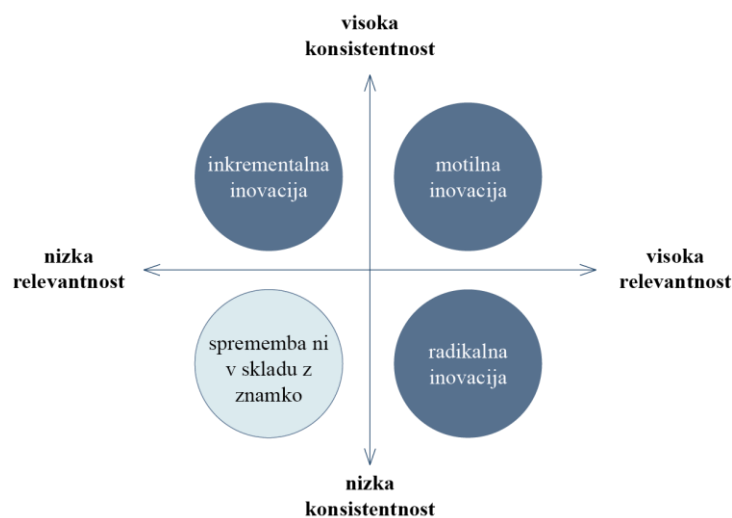 visoka
konsistentnost
inkrementalna
inovacija
motilna
inovacija
nizka
relevantnost
visoka
relevantnost
sprememba ni
v skladu z
znamko
radikalna
inovacija
nizka
konsistentnost